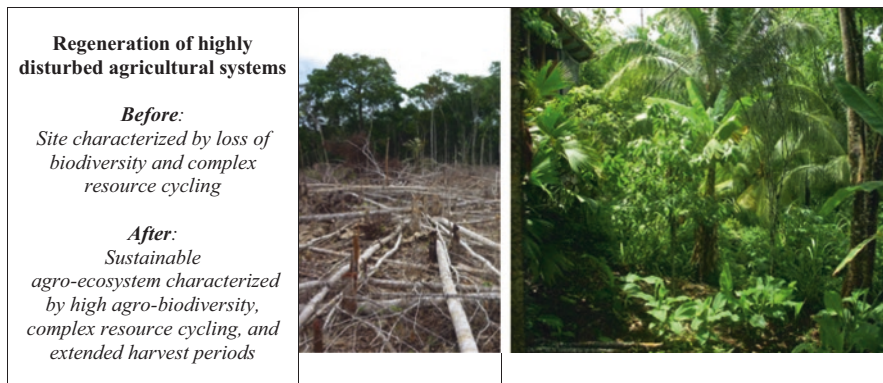 Regeneration of highly
disturbed agricultural systems
Before:
Site characterized by loss of
biodiversity and complex
resource cycling
After:
Sustainable
agro-ecosystem characterized
by high agro-biodiversity,
complex resource cycling, and
extended harvest periods